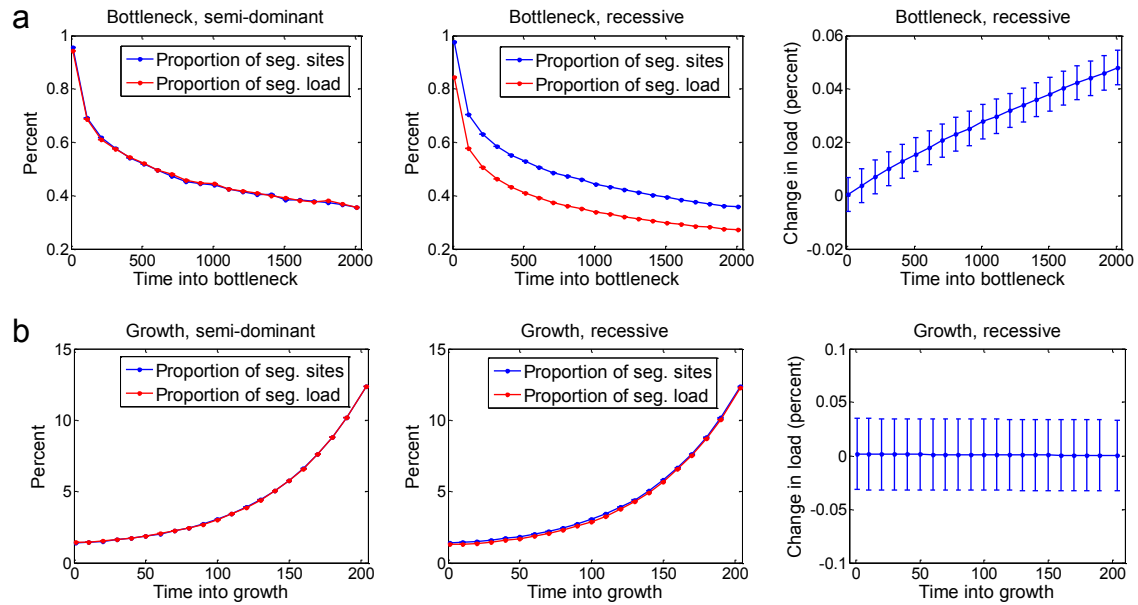 a
Bottleneck, semi-dominant
Percent
1
0.8
0.6
0.4
0.2
Proportion of seg. sites
Proportion of seg. load
0
500
1000
1500
2000
Time into bottleneck
Bottleneck, recessive
Percent
1
0.8
0.6
0.4
0.2
Proportion of seg. sites
Proportion of seg. load
0
500
1000
1500
2000
Time into bottleneck
Bottleneck, recessive
Change in load (percent)
0.06
0.04
0.02
0
-0.02
0
500
1000
1500
2000
Time into bottleneck
b
Growth, semi-dominant
Percent
15
10
5
0
Proportion of seg. sites
Proportion of seg. load
0
50
100
150
200
Time into growth
Growth, recessive
Percent
15
10
5
0
Proportion of seg. sites
Proportion of seg. load
0
50
100
150
200
Time into growth
Growth, recessive
Change in load (percent)
0.1
0.05
0
-0.05
-0.1
0
50
100
150
200
Time into growth